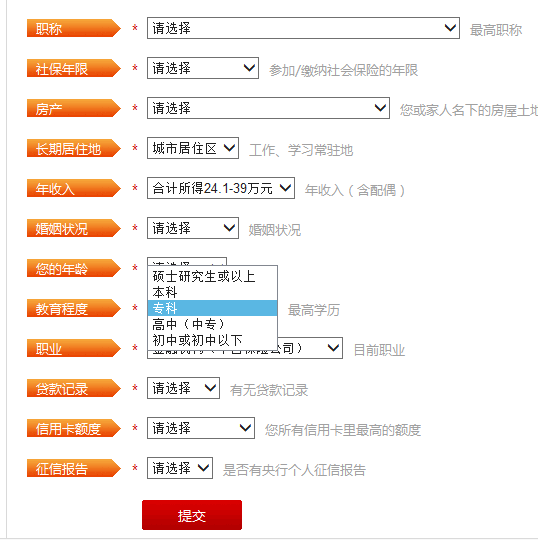 职称 * 请选择 最高职称
社保年限 * 请选择 参加/缴纳社会保险的年限
房产 * 请选择 您或家人名下的房屋土地
长期居住地 * 城市居住区 工作、学习常驻地
年收入 * 合计所得24.1-39万元 年收入（含配偶）
婚姻状况 * 请选择 婚姻状况
您的年龄 * 请选择
硕士研究生或以上
本科
教育程度 * 专科 最高学历
高中（中专）
初中或初中以下
职业 * 目前职业
贷款记录 * 请选择 有无贷款记录
信用卡额度 * 请选择 您所有信用卡里最高的额度
征信报告 * 请选择 是否有央行个人征信报告
提交